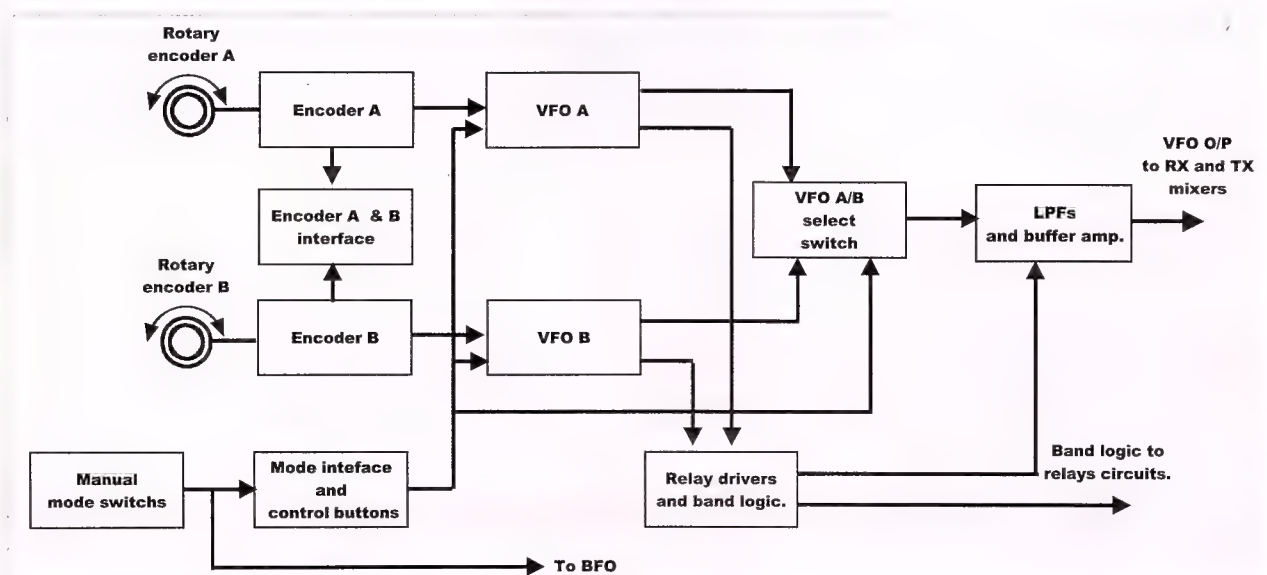 Rotary
encoder A
Encoder A
VFO A
Encoder A & B
interface
VFO A/B
select
switch
LPFs
and buffer amp.
VFO O/P
to RX and TX
mixers
Rotary
encoder B
Encoder B
VFO B
Manual
mode switchs
Mode inteface
and
control buttons
Relay drivers
and band logic.
Band logic to
relays circuits.
To BFO